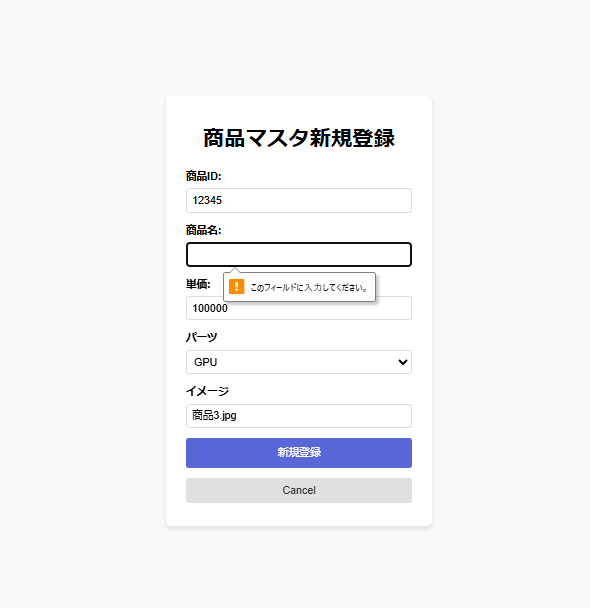 商品マスタ新規登録
商品ID:
12345
商品名:
単価:
このフィールドに入力してください。
100000
パーツ
GPU
イメージ
商品3.jpg
新規登録
Cancel